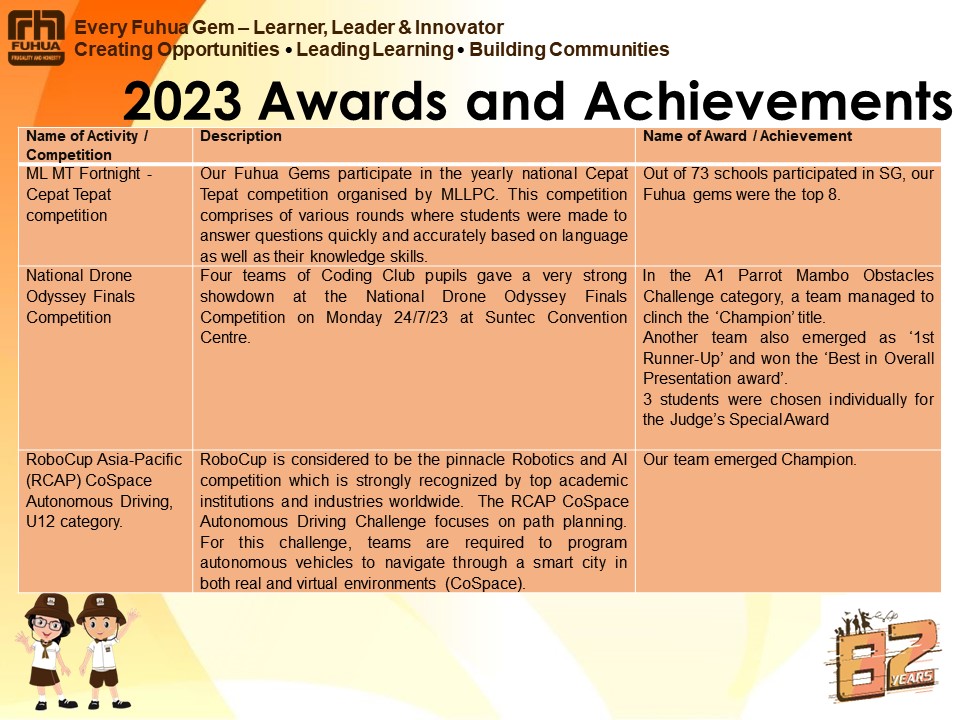 FUHUA
FRUGALITY AND HONESTY
Every Fuhua Gem – Learner, Leader & Innovator
Creating Opportunities • Leading Learning • Building Communities
2023 Awards and Achievements
Name of Activity /
Competition
Description
Name of Award / Achievement
ML MT Fortnight -
Cepat Tepat
competition
Our Fuhua Gems participate in the yearly national Cepat
Tepat competition organised by MLLPC. This competition
comprises of various rounds where students were made to
answer questions quickly and accurately based on language
as well as their knowledge skills.
Out of 73 schools participated in SG, our
Fuhua gems were the top 8.
National Drone
Odyssey Finals
Competition
Four teams of Coding Club pupils gave a very strong
showdown at the National Drone Odyssey Finals
Competition on Monday 24/7/23 at Suntec Convention
Centre.
In the A1 Parrot Mambo Obstacles
Challenge category, a team managed to
clinch the ‘Champion’ title.
Another team also emerged as ‘1st
Runner-Up’ and won the ‘Best in Overall
Presentation award’.
3 students were chosen individually for
the Judge’s Special Award
RoboCup Asia-Pacific
(RCAP) CoSpace
Autonomous Driving,
U12 category.
RoboCup is considered to be the pinnacle Robotics and AI
competition which is strongly recognized by top academic
institutions and industries worldwide. The RCAP CoSpace
Autonomous Driving Challenge focuses on path planning.
For this challenge, teams are required to program
autonomous vehicles to navigate through a smart city in
both real and virtual environments (CoSpace).
Our team emerged Champion.
82
YEARS